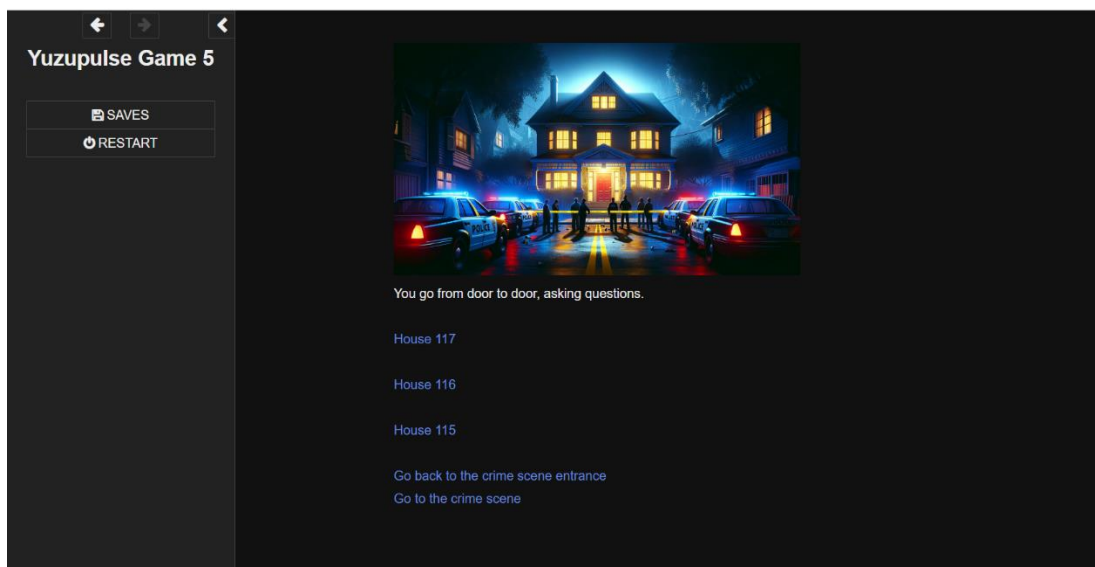 Yuzupulse Game 5
SAVES
RESTART
POLICE
You go from door to door, asking questions.
House 117
House 116
House 115
Go back to the crime scene entrance
Go to the crime scene